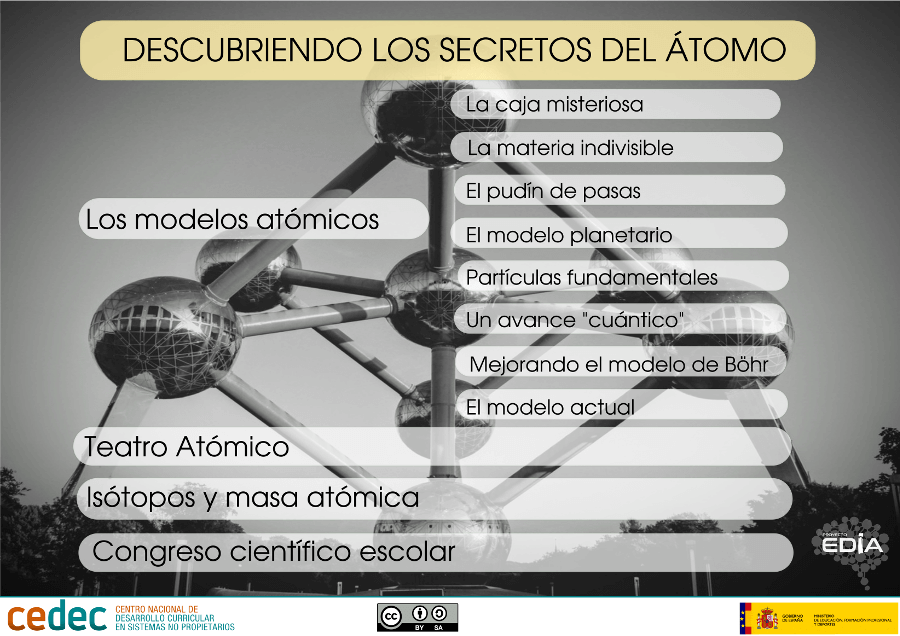 DESCUBRIENDO LOS SECRETOS DEL ÁTOMO
Los modelos atómicos
La caja misteriosa
La materia indivisible
El pudín de pasas
El modelo planetario
Partículas fundamentales
Un avance "cuántico"
Mejorando el modelo de Böhr
El modelo actual
Teatro Atómico
Isótopos y masa atómica
Congreso científico escolar
PROYECTO
EDIA
cedec
CENTRO NACIONAL DE
DESARROLLO CURRICULAR
EN SISTEMAS NO PROPIETARIOS
cc
BY SA
GOBIERNO
DE ESPAÑA
MINISTERIO
DE EDUCACIÓN, FORMACIÓN PROFESIONAL
Y DEPORTES